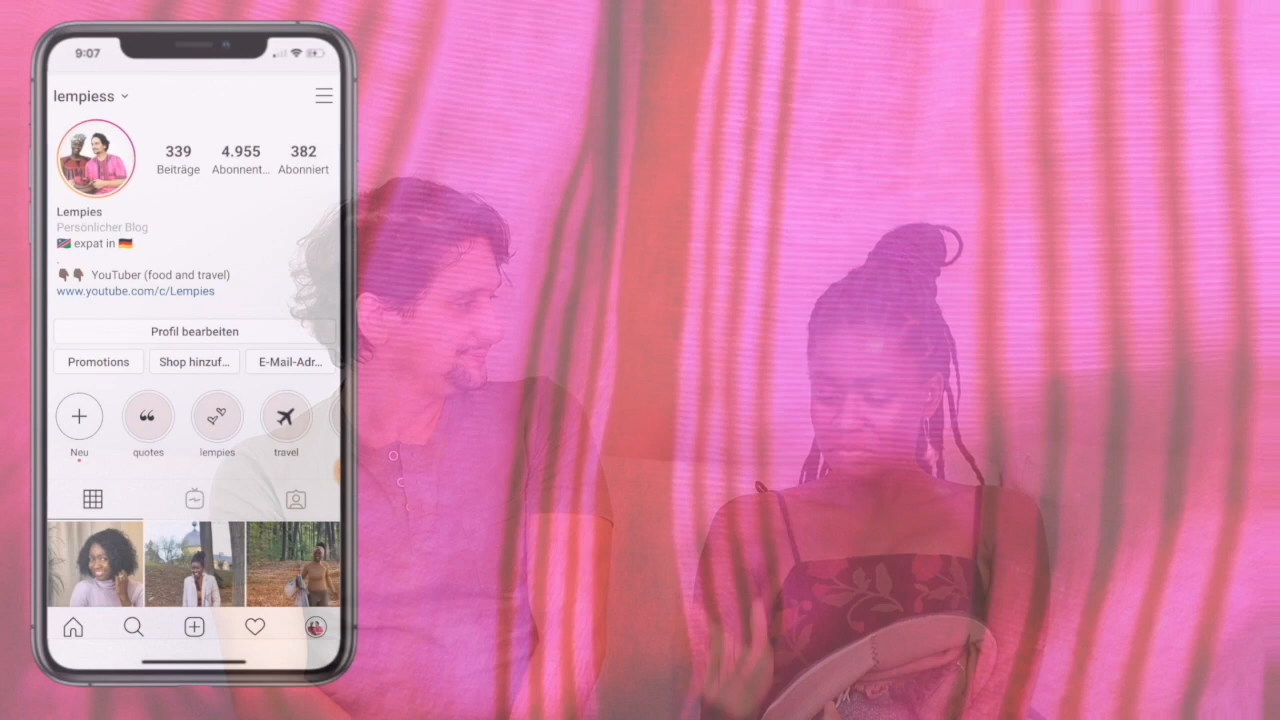 9:07
lempiess
339 4.955 382
Beiträge Abonnent... Abonniert
Lempies
Persönlicher Blog
🇳🇦 expat in 🇩🇪
.
👇🏿👇🏿 YouTuber (food and travel)
www.youtube.com/c/Lempies
Profil bearbeiten
Promotions Shop hinzuf... E-Mail-Adr...
Neu quotes lempies travel